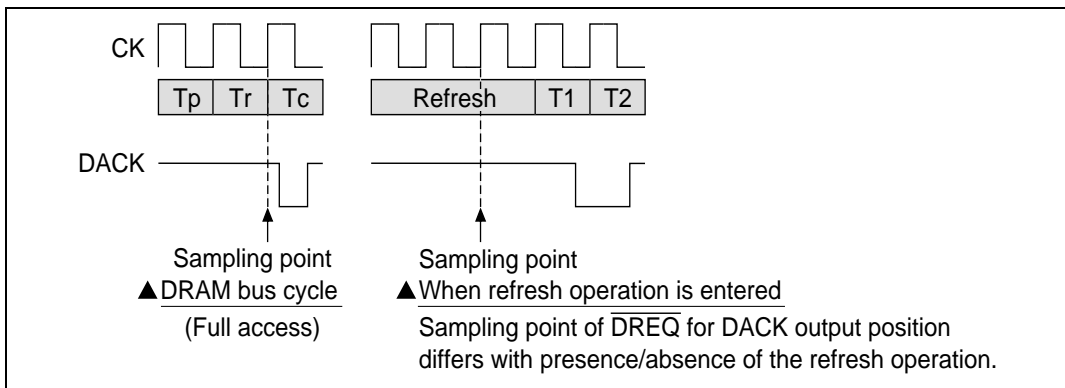 CK
Tp Tr Tc Refresh T1 T2
DACK
Sampling point
▲DRAM bus cycle
(Full access)
Sampling point
▲When refresh operation is entered
Sampling point of DREQ for DACK output position
differs with presence/absence of the refresh operation.